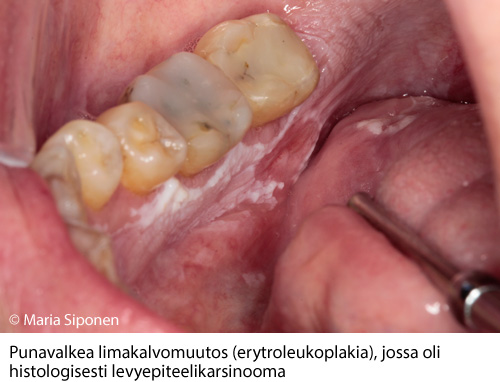 © Maria Siponen
Punavalkea limakalvomuutos (erytroleukoplakia), jossa oli
histologisesti levyepiteelikarsinooma